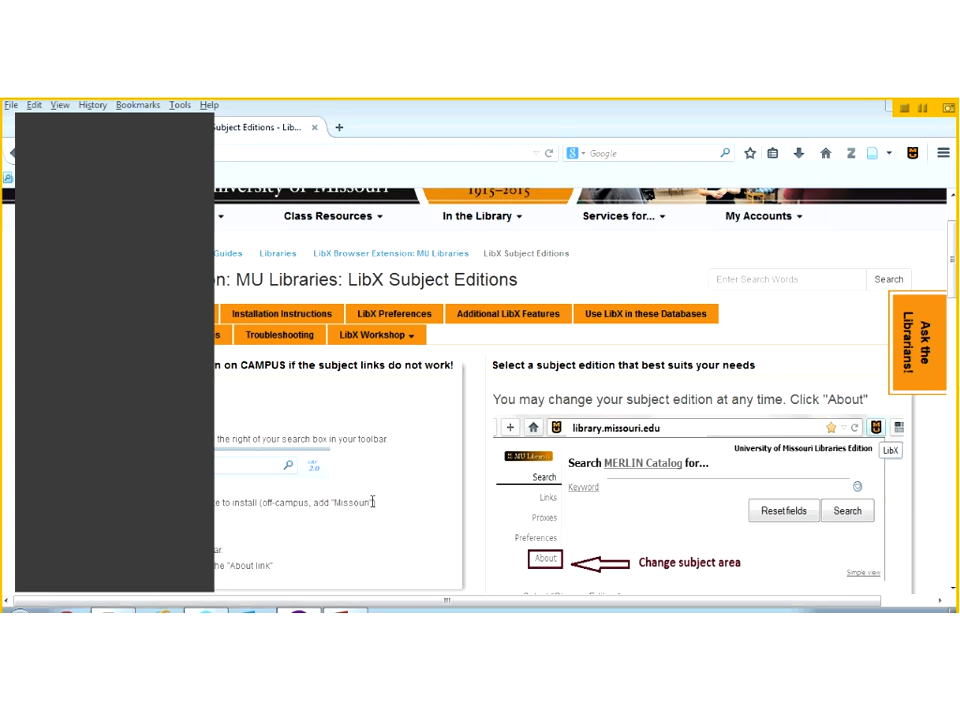 File Edit View History Bookmarks Tools Help
ubject Editions - Lib... × +
Google
University of Missouri
1915-2015
Class Resources In the Library Services for... My Accounts
Guides Libraries LibX Browser Extension: MU Libraries LibX Subject Editions
n: MU Libraries: LibX Subject Editions
Enter Search Words Search
Installation Instructions LibX Preferences Additional LibX Features Use LibX in these Databases
s Troubleshooting LibX Workshop
Ask the
Librarians!
n on CAMPUS if the subject links do not work!
the right of your search box in your toolbar.
2.0
e to install (off-campus, add "Missouri")
ar.
he "About link"
Select a subject edition that best suits your needs
You may change your subject edition at any time. Click "About"
library.missouri.edu
University of Missouri Libraries Edition
LibX
MU Libraries
Search MERLIN Catalog for...
Search
Keyword
Links
Reset fields Search
Proxies
Preferences
About
Change subject area
Simple view